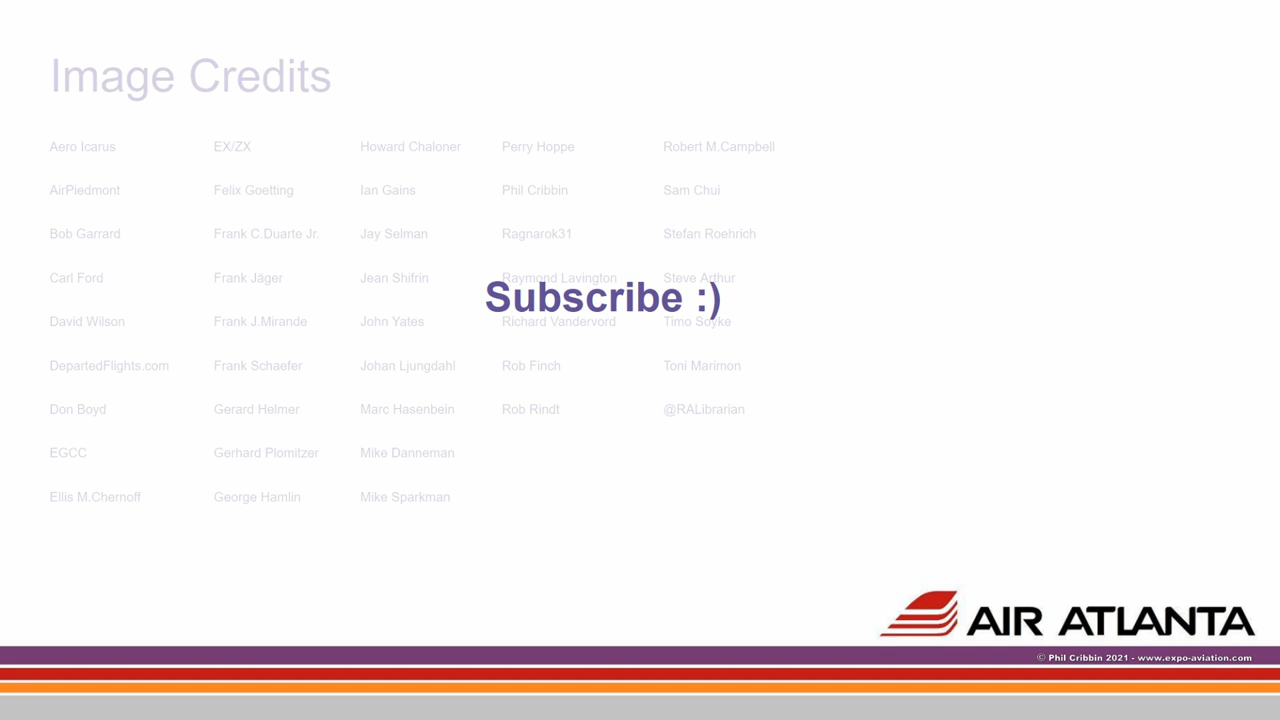 Image Credits
Aero Icarus EX/ZX Howard Chaloner Perry Hoppe Robert M.Campbell
AirPiedmont Felix Goetting Ian Gains Phil Cribbin Sam Chui
Bob Garrard Frank C.Duarte Jr. Jay Selman Ragnarok31 Stefan Roehrich
Carl Ford Frank Jäger Jean Shifrin Raymond Lavington Steve Arthur
Subscribe :)
David Wilson Frank J.Mirande John Yates Richard Vandervord Timo Soyke
DepartedFlights.com Frank Schaefer Johan Ljungdahl Rob Finch Toni Marimon
Don Boyd Gerard Helmer Marc Hasenbein Rob Rindt @RALibrarian
EGCC Gerhard Plomitzer Mike Danneman
Ellis M.Chernoff George Hamlin Mike Sparkman
AIR ATLANTA
© Phil Cribbin 2021 - www.expo-aviation.com